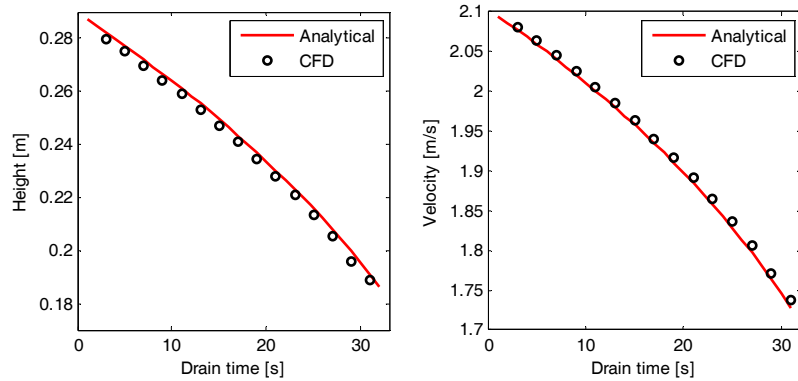 0.28
0.26
0.24
0.22
0.2
0.18
Height [m]
0
10
20
30
Drain time [s]
Analytical
CFD
2.1
2.05
2
1.95
1.9
1.85
1.8
1.75
1.7
Velocity [m/s]
0
10
20
30
Drain time [s]
Analytical
CFD